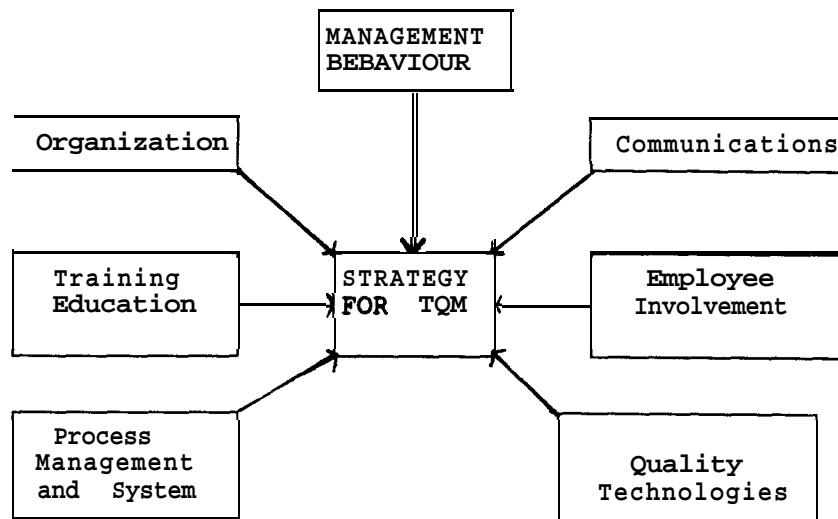 MANAGEMENT
BEBAVIOUR
Organization
Communications
Training
Education
STRATEGY
FOR TQM
Employee
Involvement
Process
Management
and System
Quality
Technologies